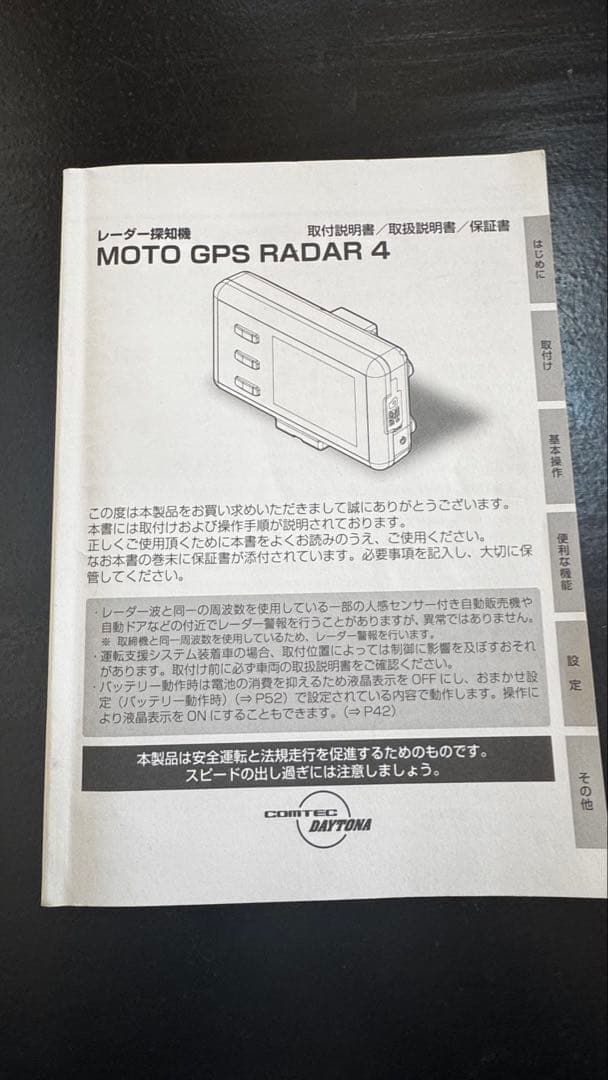 レーダー探知機
取付説明書／取扱説明書／保証書
MOTO GPS RADAR 4
この度は本製品をお買い求めいただきまして誠にありがとうございます。
本書には取付けおよび操作手順が説明されております。
正しくご使用頂くために本書をよくお読みのうえ、ご使用ください。
なお本書の巻末に保証書が添付されています。必要事項を記入し、大切に保
管してください。
・レーダー波と同一の周波数を使用している一部の人感センサー付き自動販売機や
自動ドアなどの付近でレーダー警報を行うことがありますが、異常ではありません。
※ 取締機と同一周波数を使用しているため、レーダー警報を行います。
・運転支援システム装着車の場合、取付位置によっては制御に影響を及ぼすおそれ
があります。取付け前に必ず車両の取扱説明書をご確認ください。
・バッテリー動作時は電池の消費を抑えるため液晶表示を OFF にし、おまかせ設
定（バッテリー動作時）（⇒ P52）で設定されている内容で動作します。操作に
より液晶表示を ON にすることもできます。（⇒ P42）
本製品は安全運転と法規走行を促進するためのものです。
スピードの出し過ぎには注意しましょう。
COMTEC
DAYTONA
はじめに
取付け
基本操作
便利な機能
設定
その他